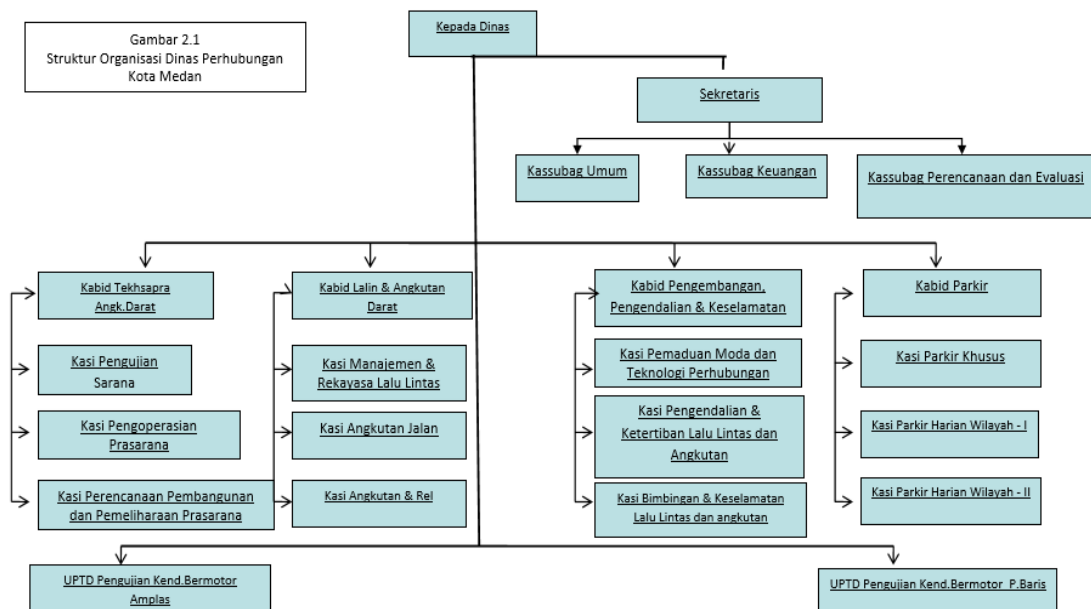 Gambar 2.1
Struktur Organisasi Dinas Perhubungan
Kota Medan
Kepada Dinas
Sekretaris
Kassubag Umum
Kassubag Keuangan
Kassubag Perencanaan dan Evaluasi
Kabid Tekhsapra
Angk.Darat
Kasi Pengujian
Sarana
Kasi Pengoperasian
Prasarana
Kasi Perencanaan Pembangunan
dan Pemeliharaan Prasarana
Kabid Lalin & Angkutan
Darat
Kasi Manajemen &
Rekayasa Lalu Lintas
Kasi Angkutan Jalan
Kasi Angkutan & Rel
Kabid Pengembangan,
Pengendalian & Keselamatan
Kasi Pemaduan Moda dan
Teknologi Perhubungan
Kasi Pengendalian &
Ketertiban Lalu Lintas dan
Angkutan
Kasi Bimbingan & Keselamatan
Lalu Lintas dan angkutan
Kabid Parkir
Kasi Parkir Khusus
Kasi Parkir Harian Wilayah - I
Kasi Parkir Harian Wilayah - II
UPTD Pengujian Kend.Bermotor
Amplas
UPTD Pengujian Kend.Bermotor P.Baris